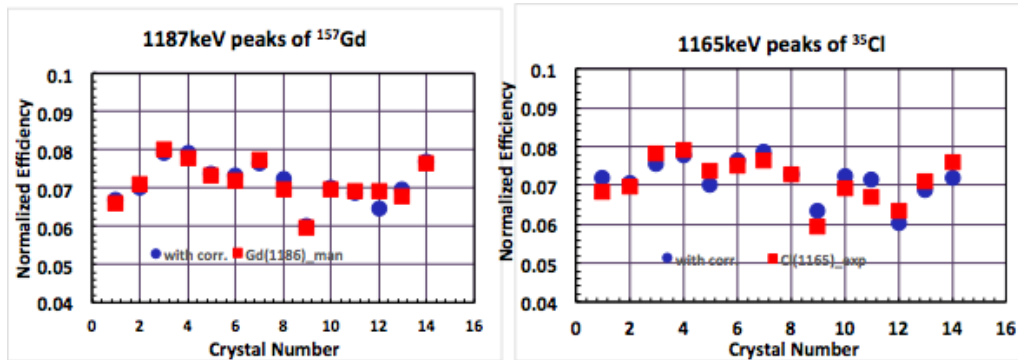 1187keV peaks of ¹⁵⁷Gd
Normalized Efficiency
0.1
0.09
0.08
0.07
0.06
0.05
0.04
with corr. Gd(1186)_man
0 2 4 6 8 10 12 14 16
Crystal Number
1165keV peaks of ³⁵Cl
Normalized Efficiency
0.1
0.09
0.08
0.07
0.06
0.05
0.04
with corr. Cl(1165)_exp
0 2 4 6 8 10 12 14 16
Crystal Number